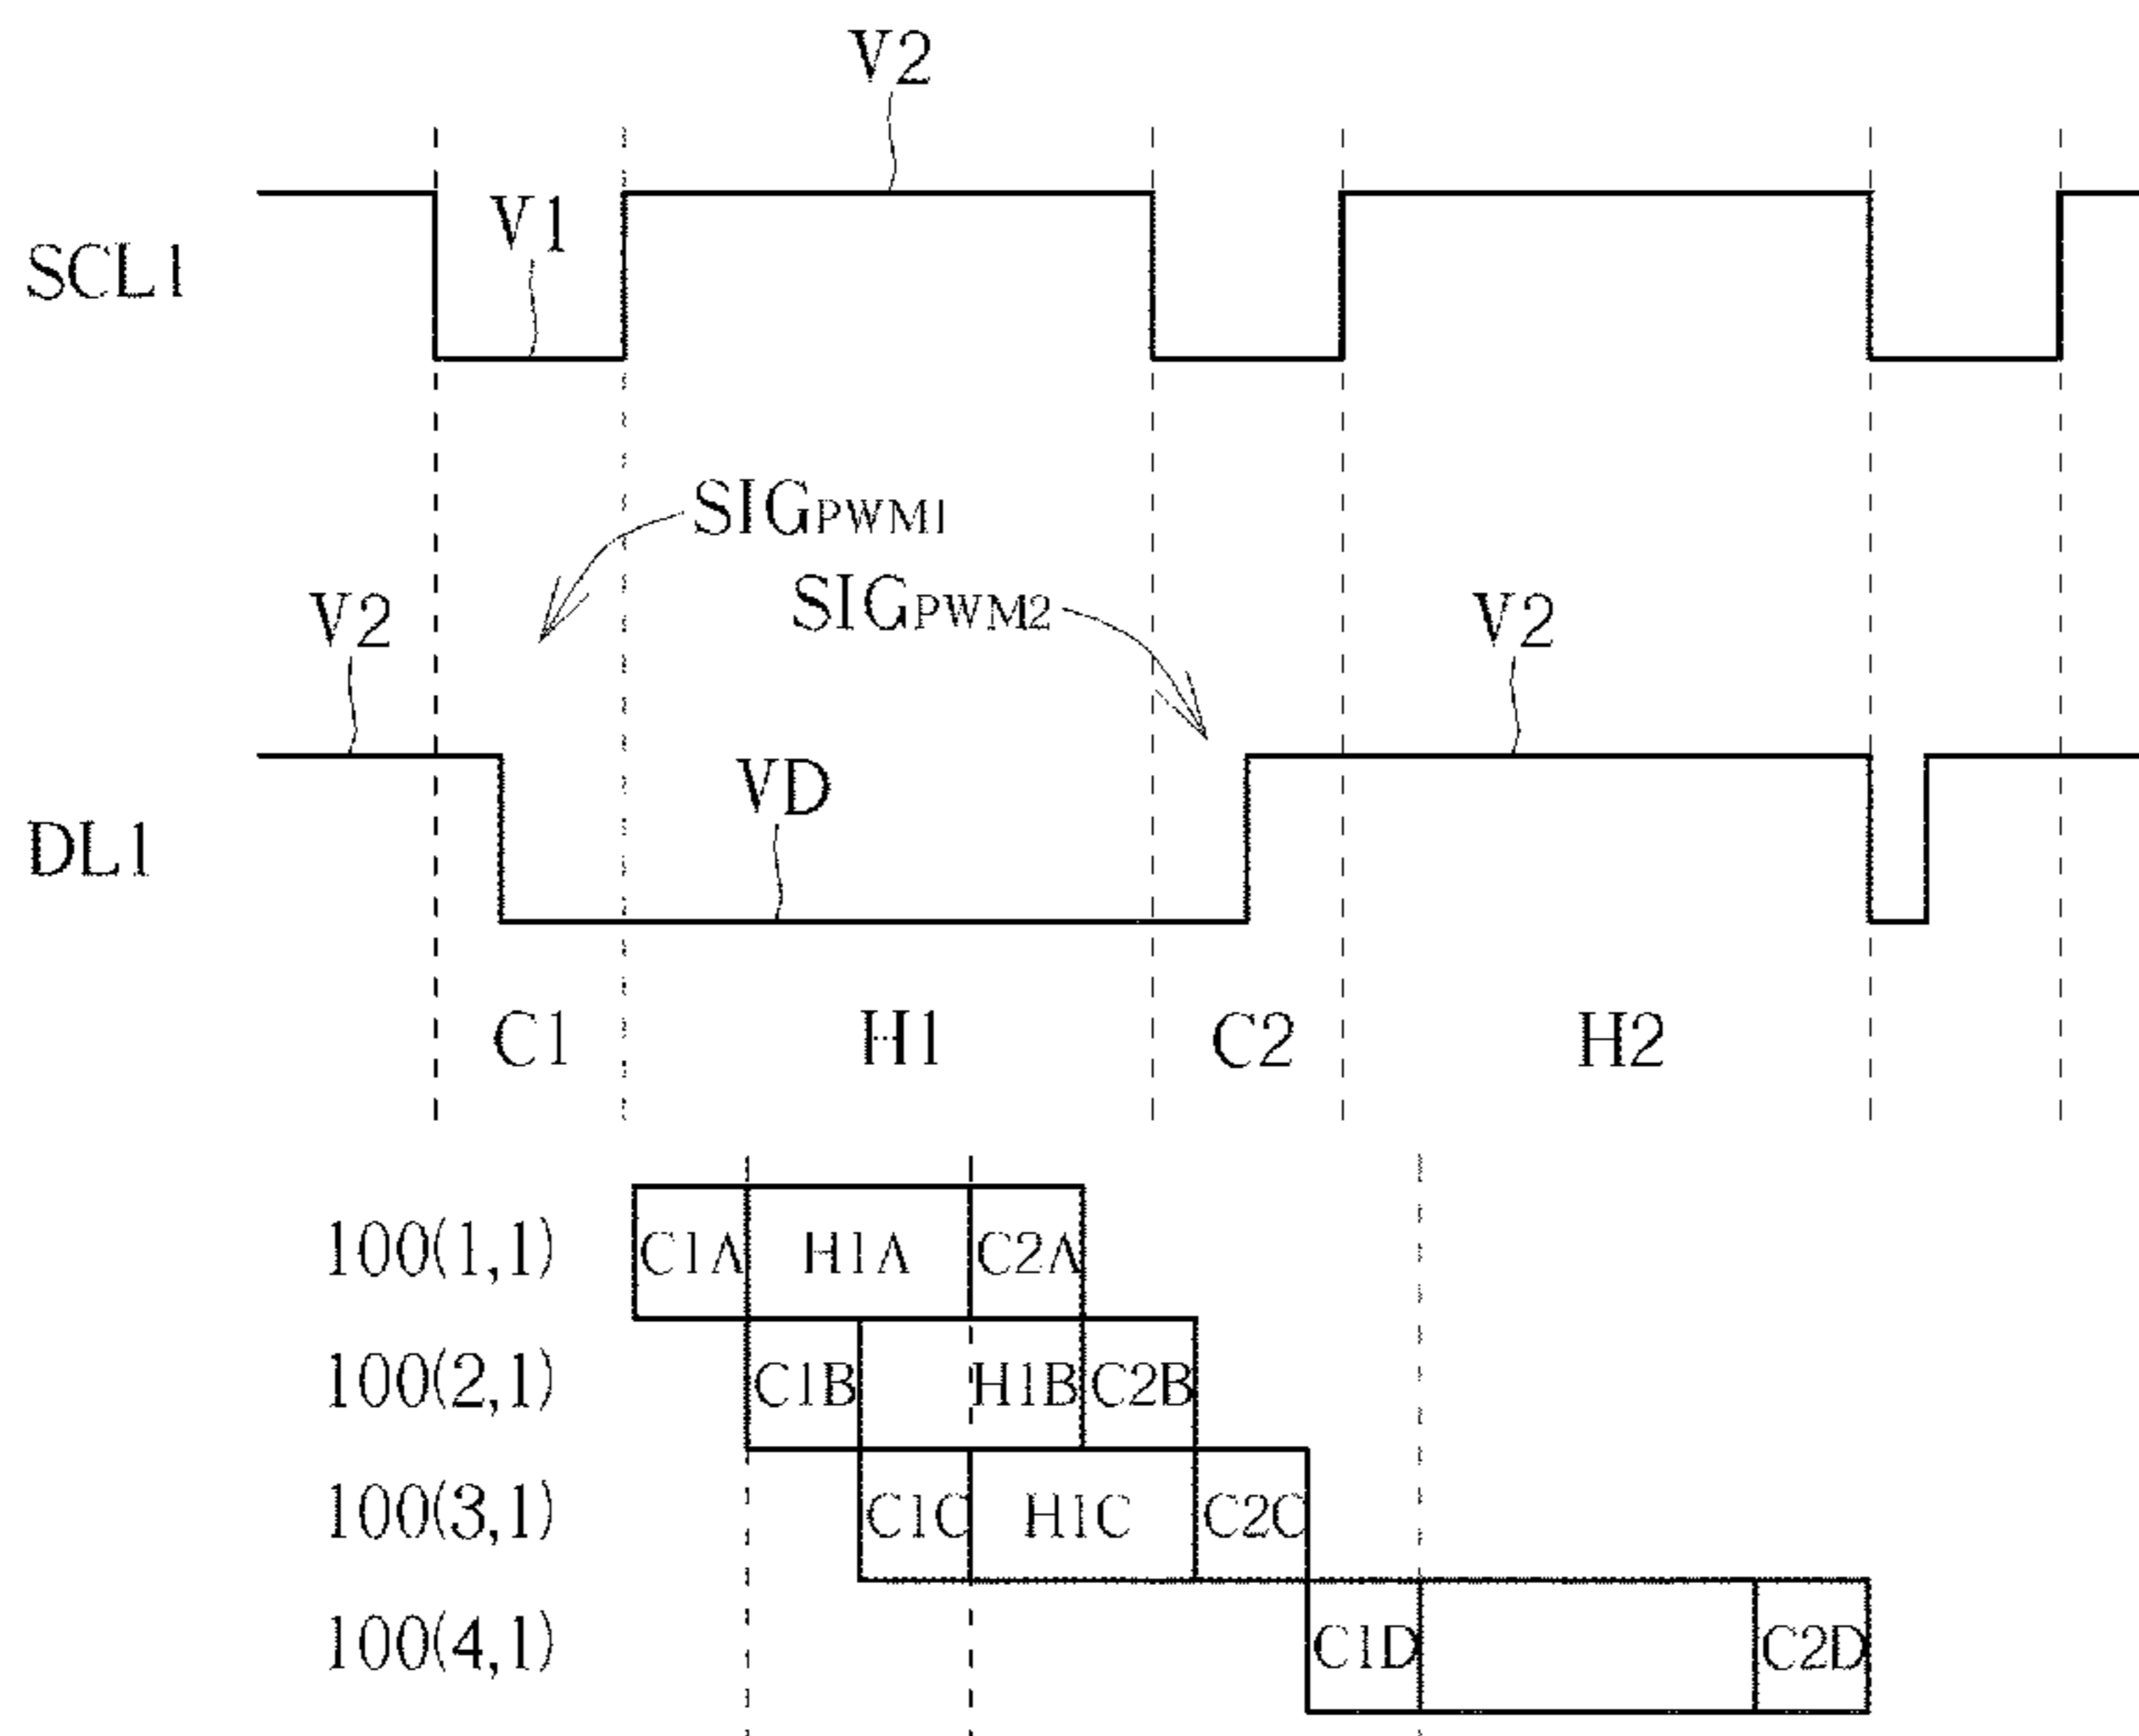 V2
V1
SCL1
SIGPWM1
SIGPWM2
V2
V2
VD
DL1
C1 H1 C2 H2
100(1,1) C1A H1A C2A
100(2,1) C1B H1B C2B
100(3,1) C1C H1C C2C
100(4,1) C1D C2D